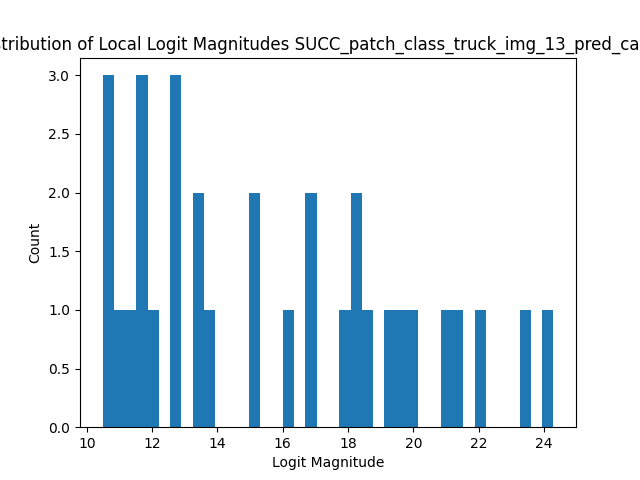 tribution of Local Logit Magnitudes SUCC_patch_class_truck_img_13_pred_ca
3.0
2.5
2.0
1.5
1.0
0.5
0.0
Count
10 12 14 16 18 20 22 24
Logit Magnitude